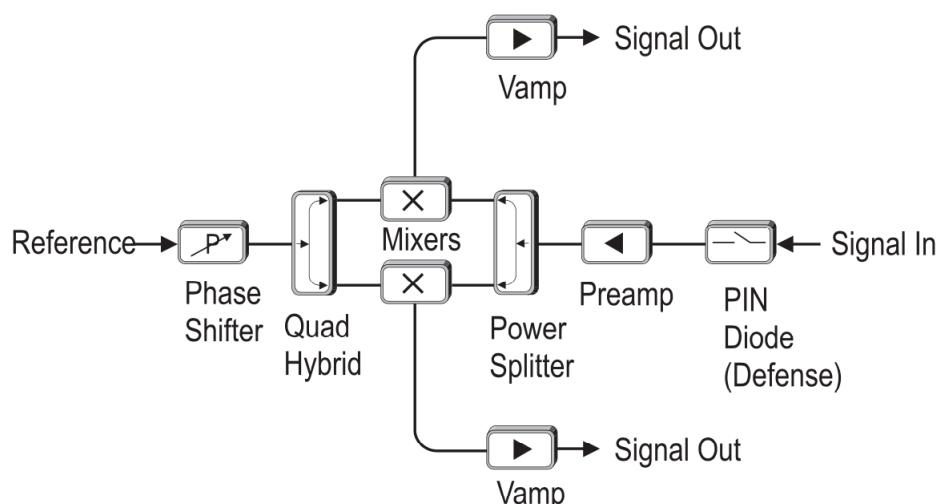 Signal Out
Vamp
Reference
P
Phase
Shifter
Quad
Hybrid
Mixers
Power
Splitter
Preamp
PIN
Diode
(Defense)
Signal In
Signal Out
Vamp